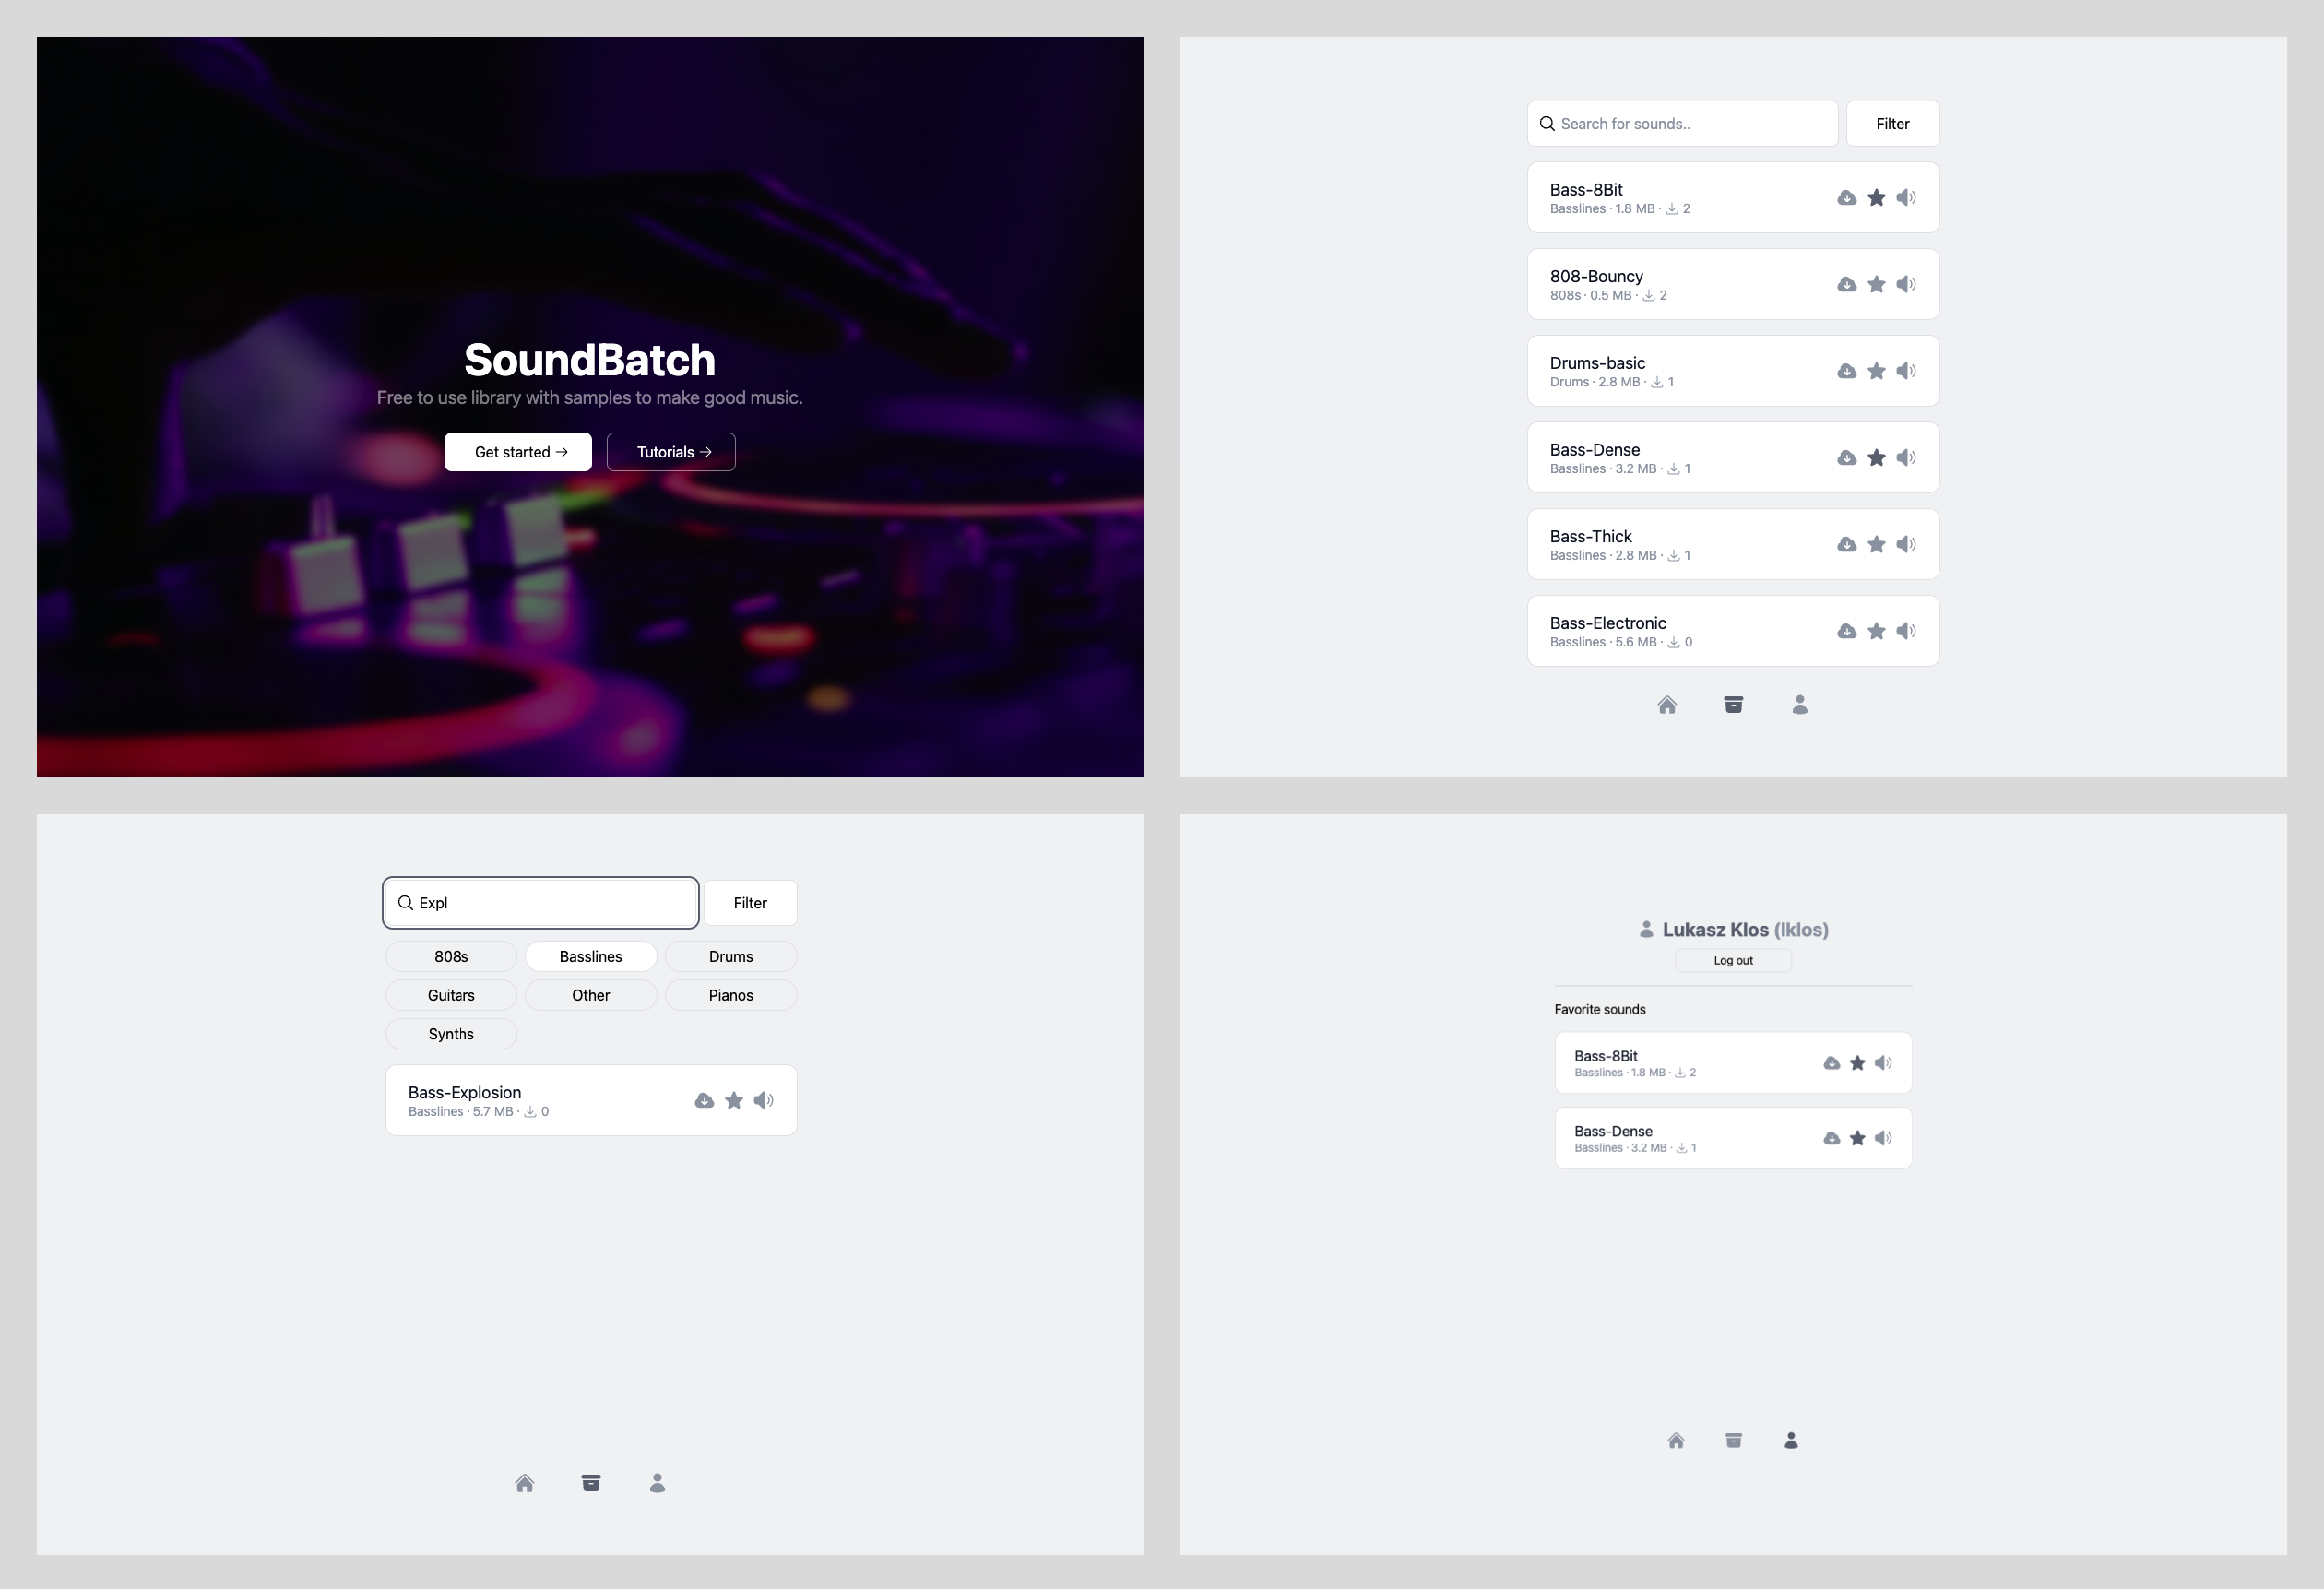 SoundBatch
Free to use library with samples to make good music.
Get started → Tutorials →
Search for sounds.. Filter
Bass-8Bit
Basslines · 1.8 MB · 2
808-Bouncy
808s · 0.5 MB · 2
Drums-basic
Drums · 2.8 MB · 1
Bass-Dense
Basslines · 3.2 MB · 1
Bass-Thick
Basslines · 2.8 MB · 1
Bass-Electronic
Basslines · 5.6 MB · 0
Expl Filter
808s Basslines Drums
Guitars Other Pianos
Synths
Bass-Explosion
Basslines · 5.7 MB · 0
Lukasz Klos (lklos)
Log out
Favorite sounds
Bass-8Bit
Basslines · 1.8 MB · 2
Bass-Dense
Basslines · 3.2 MB · 1